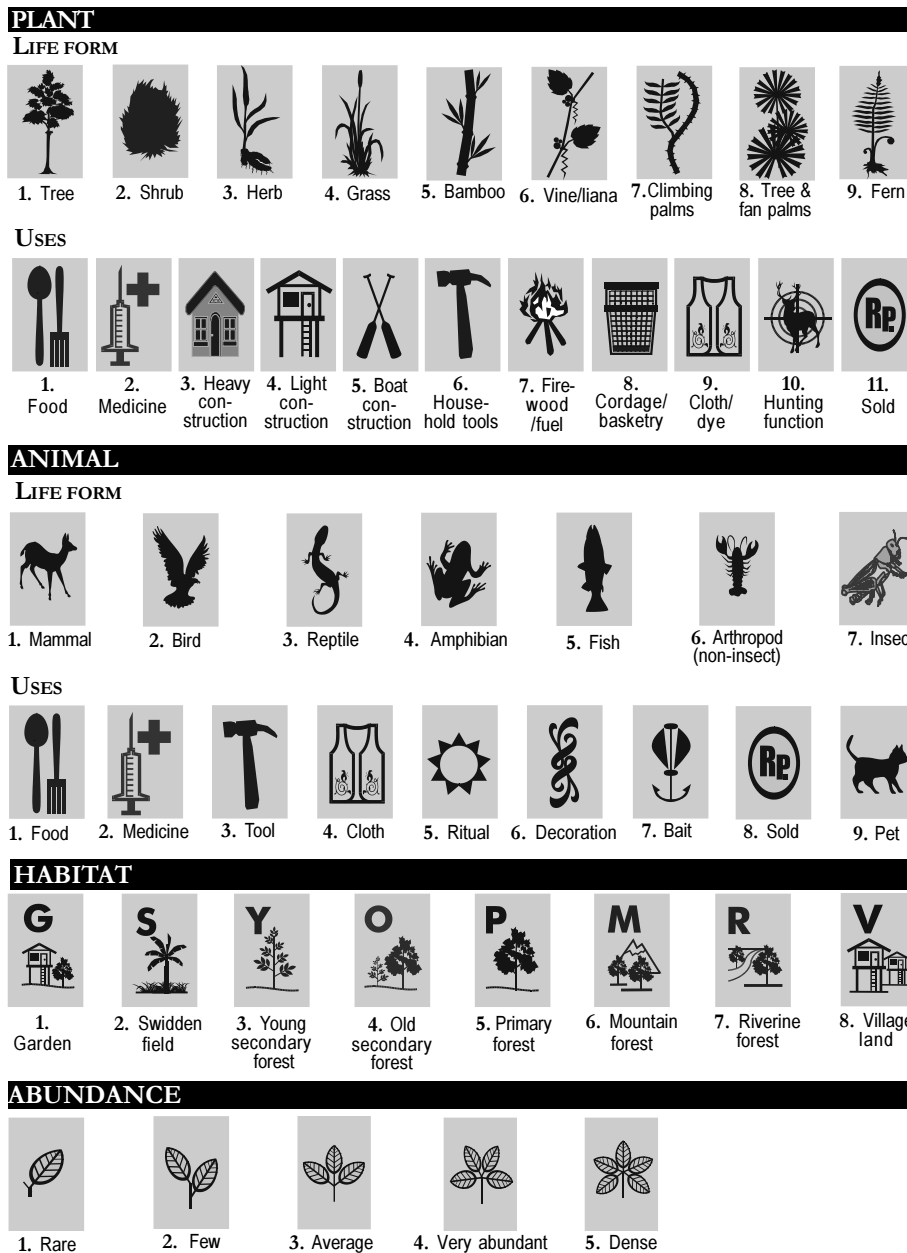 PLANT
LIFE FORM
1. Tree
2. Shrub
3. Herb
4. Grass
5. Bamboo
6. Vine/liana
7.Climbing
palms
8. Tree &
fan palms
9. Fern
USES
1.
Food
2.
Medicine
3. Heavy
con-
struction
4. Light
con-
struction
5. Boat
con-
struction
6.
House-
hold tools
7. Fire-
wood
/fuel
8.
Cordage/
basketry
9.
Cloth/
dye
10.
Hunting
function
Rp.
11.
Sold
ANIMAL
LIFE FORM
1. Mammal
2. Bird
3. Reptile
4. Amphibian
5. Fish
6. Arthropod
(non-insect)
7. Insec
USES
1. Food
2. Medicine
3. Tool
4. Cloth
5. Ritual
6. Decoration
7. Bait
Rp
8. Sold
9. Pet
HABITAT
G
1.
Garden
S
2. Swidden
field
Y
3. Young
secondary
forest
O
4. Old
secondary
forest
P
5. Primary
forest
M
6. Mountain
forest
R
7. Riverine
forest
V
8. Village
land
ABUNDANCE
1. Rare
2. Few
3. Average
4. Very abundant
5. Dense